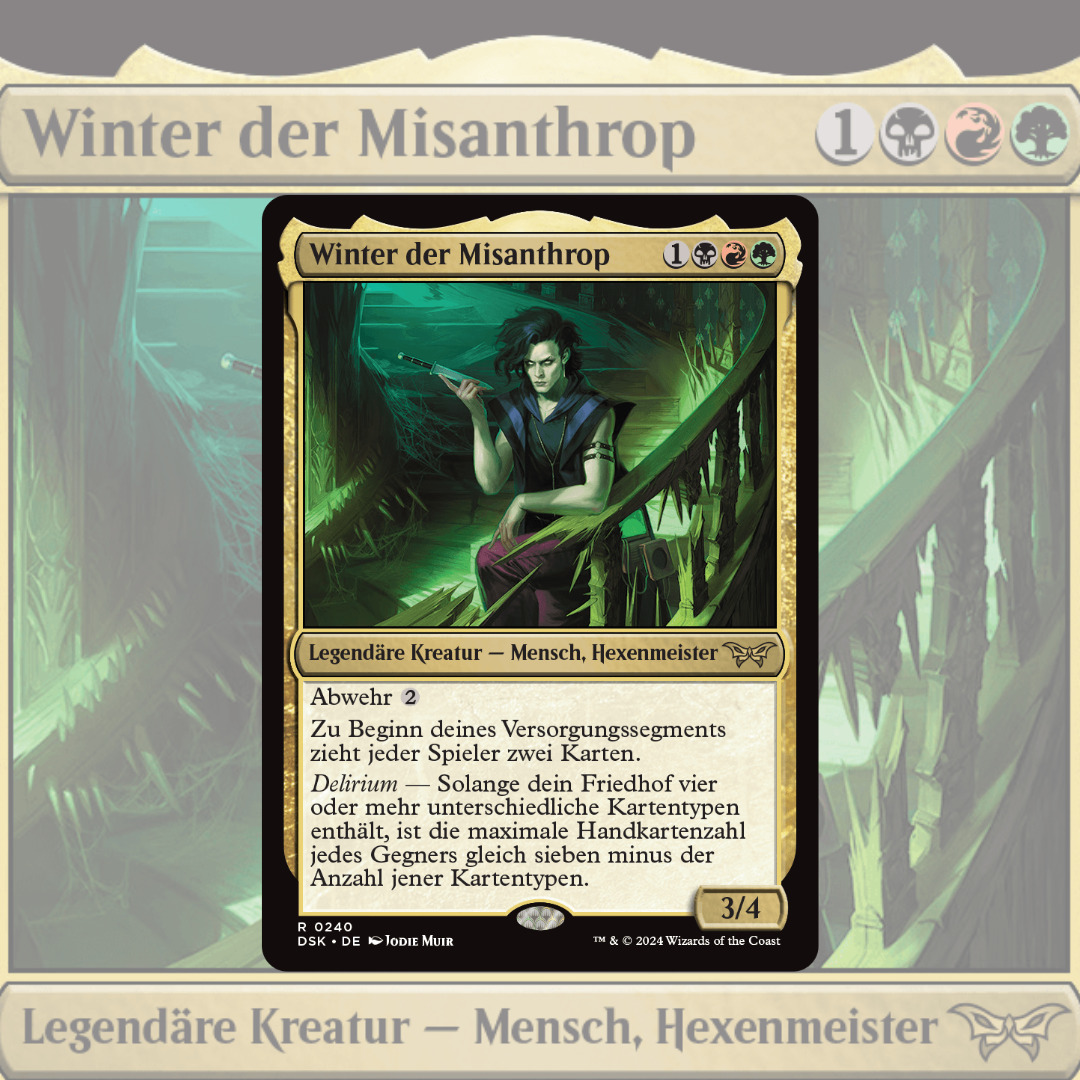 Winter der Misanthrop 1
Winter der Misanthrop 1
Legendäre Kreatur — Mensch, Hexenmeister
Abwehr 2
Zu Beginn deines Versorgungssegments
zieht jeder Spieler zwei Karten.
Delirium — Solange dein Friedhof vier
oder mehr unterschiedliche Kartentypen
enthält, ist die maximale Handkartenzahl
jedes Gegners gleich sieben minus der
Anzahl jener Kartentypen.
3/4
R 0240
DSK • DE Jodie Muir
™ & © 2024 Wizards of the Coast
Legendäre Kreatur — Mensch, Hexenmeister